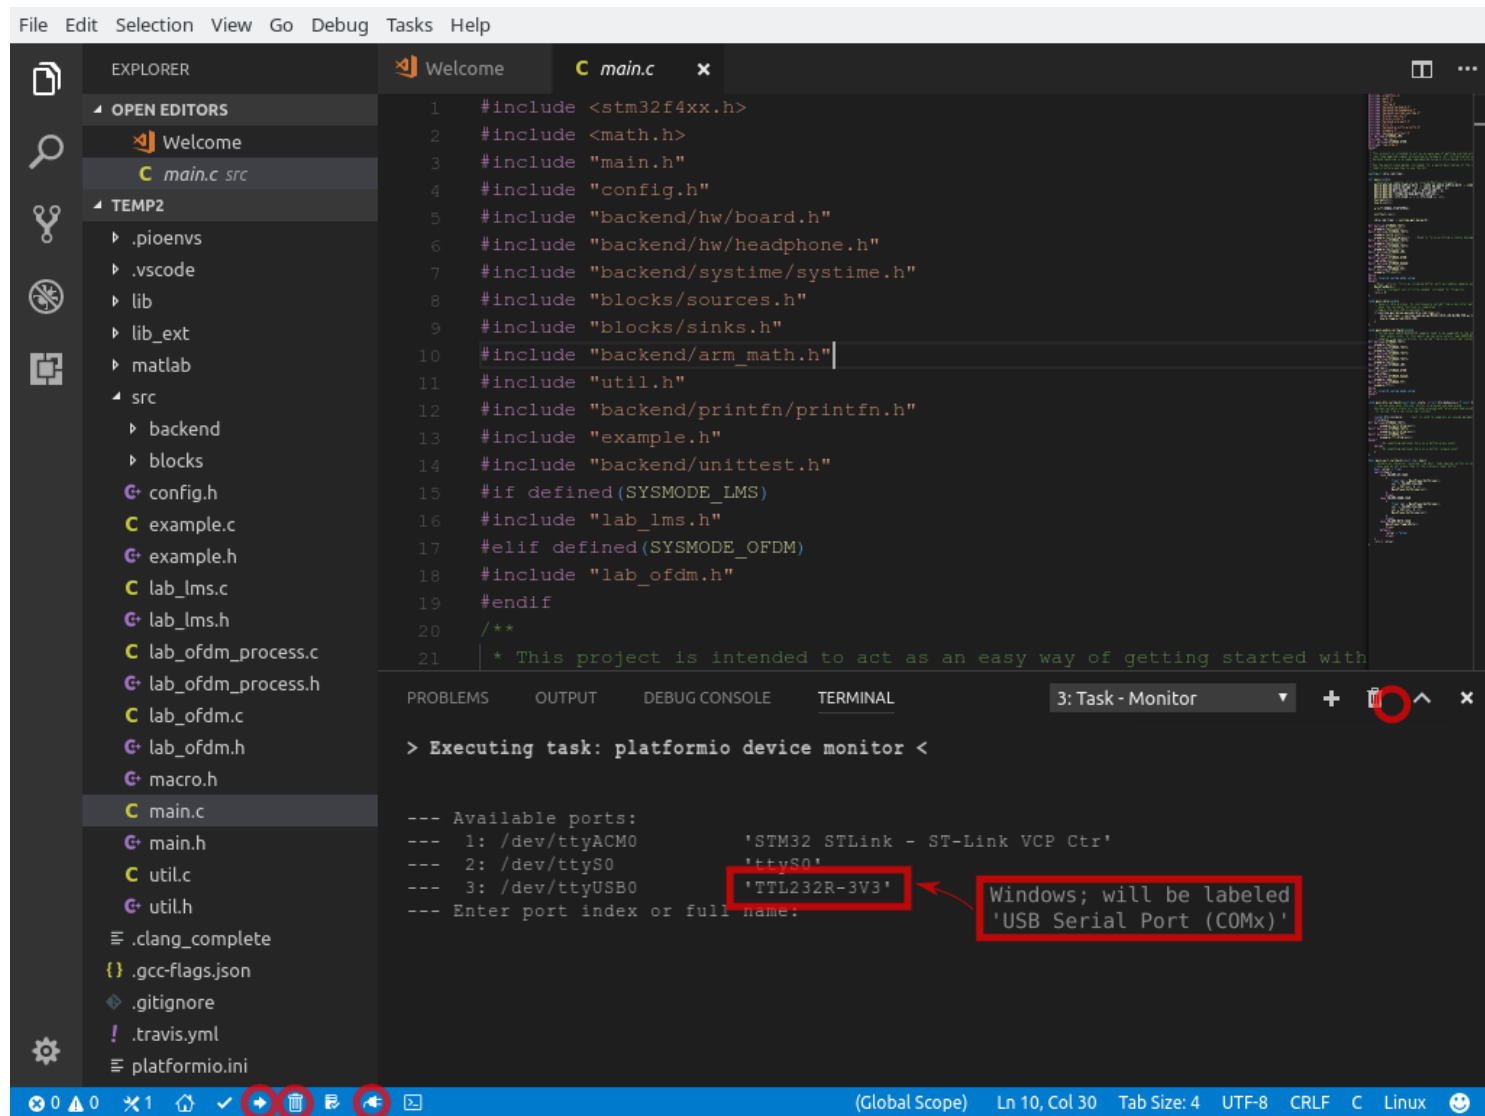 File Edit Selection View Go Debug Tasks Help
EXPLORER
OPEN EDITORS
Welcome
C main.c src
TEMP2
.pioenvs
.vscode
lib
lib_ext
matlab
src
backend
blocks
config.h
C example.c
example.h
C lab_lms.c
lab_lms.h
C lab_ofdm_process.c
lab_ofdm_process.h
C lab_ofdm.c
lab_ofdm.h
macro.h
C main.c
main.h
C util.c
util.h
.clang_complete
{} .gcc-flags.json
.gitignore
! .travis.yml
platformio.ini
Welcome C main.c ×
1 #include <stm32f4xx.h>
2 #include <math.h>
3 #include "main.h"
4 #include "config.h"
5 #include "backend/hw/board.h"
6 #include "backend/hw/headphone.h"
7 #include "backend/systime/systime.h"
8 #include "blocks/sources.h"
9 #include "blocks/sinks.h"
10 #include "backend/arm_math.h"
11 #include "util.h"
12 #include "backend/printfn/printfn.h"
13 #include "example.h"
14 #include "backend/unittest.h"
15 #if defined(SYSMODE_LMS)
16 #include "lab_lms.h"
17 #elif defined(SYSMODE_OFDM)
18 #include "lab_ofdm.h"
19 #endif
20 /**
21 * This project is intended to act as an easy way of getting started with
PROBLEMS OUTPUT DEBUG CONSOLE TERMINAL 3: Task - Monitor
> Executing task: platformio device monitor <
--- Available ports:
--- 1: /dev/ttyACM0 'STM32 STLink - ST-Link VCP Ctr'
--- 2: /dev/ttyS0 'ttyS0'
--- 3: /dev/ttyUSB0 'TTL232R-3V3'
--- Enter port index or full name:
Windows; will be labeled
'USB Serial Port (COMx)'
0 0 1 (Global Scope) Ln 10, Col 30 Tab Size: 4 UTF-8 CRLF C Linux